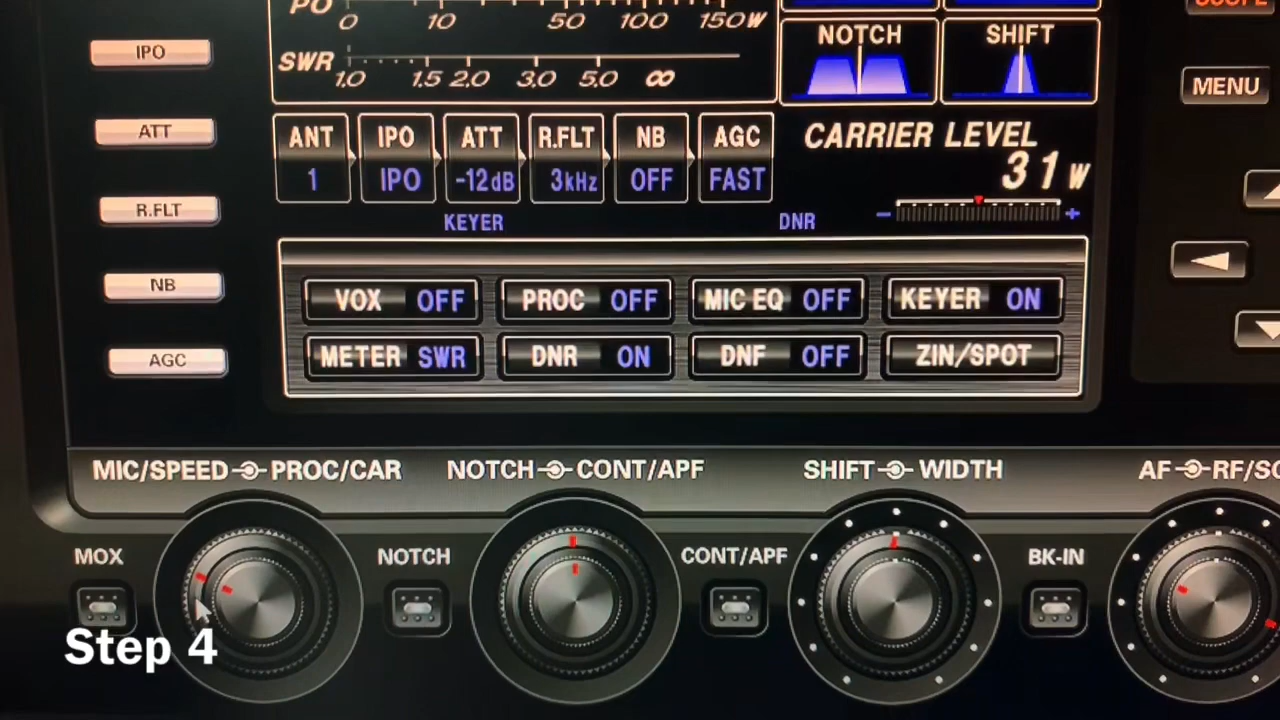 PO 0 10 50 100 150W
SCOPE
NOTCH SHIFT
IPO
SWR 1.0 1.5 2.0 3.0 5.0 ∞
MENU
ATT
ANT IPO ATT R.FLT NB AGC
CARRIER LEVEL
1 IPO -12dB 3kHz OFF FAST
31W
R.FLT
KEYER DNR
− +
NB
VOX OFF PROC OFF MIC EQ OFF KEYER ON
AGC
METER SWR DNR ON DNF OFF ZIN/SPOT
MIC/SPEED PROC/CAR NOTCH CONT/APF SHIFT WIDTH AF
MOX NOTCH CONT/APF BK-IN
Step 4